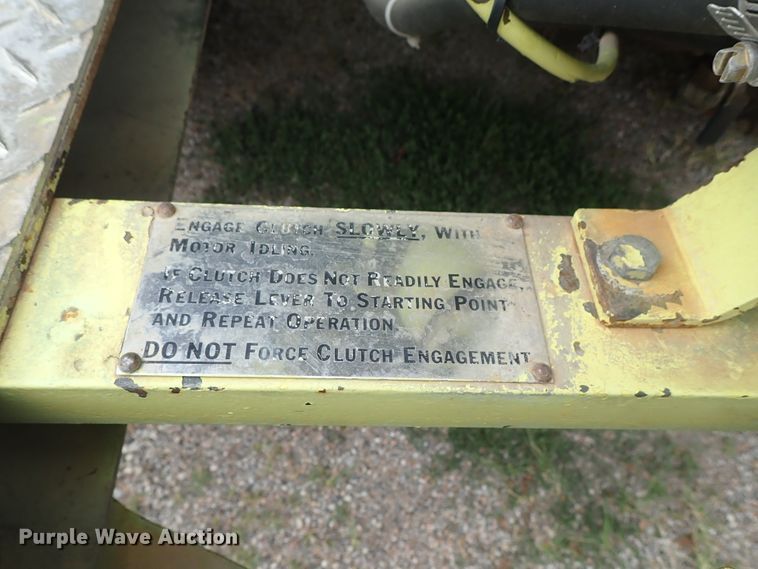 ENGAGE CLUTCH SLOWLY, WITH
MOTOR IDLING.
IF CLUTCH DOES NOT READILY ENGAGE,
RELEASE LEVER TO STARTING POINT
AND REPEAT OPERATION.
DO NOT FORCE CLUTCH ENGAGEMENT
Purple Wave Auction